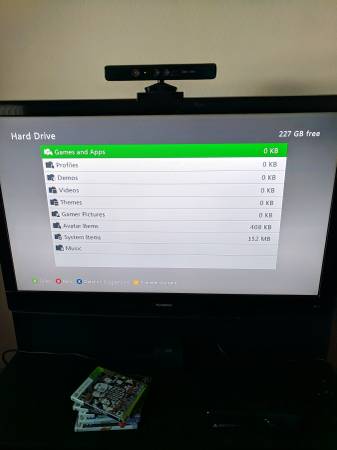 Hard Drive
227 GB free
Games and Apps 0 KB
Profiles 0 KB
Demos 0 KB
Videos 0 KB
Themes 0 KB
Gamer Pictures 0 KB
Avatar Items 408 KB
System Items 152 MB
Music